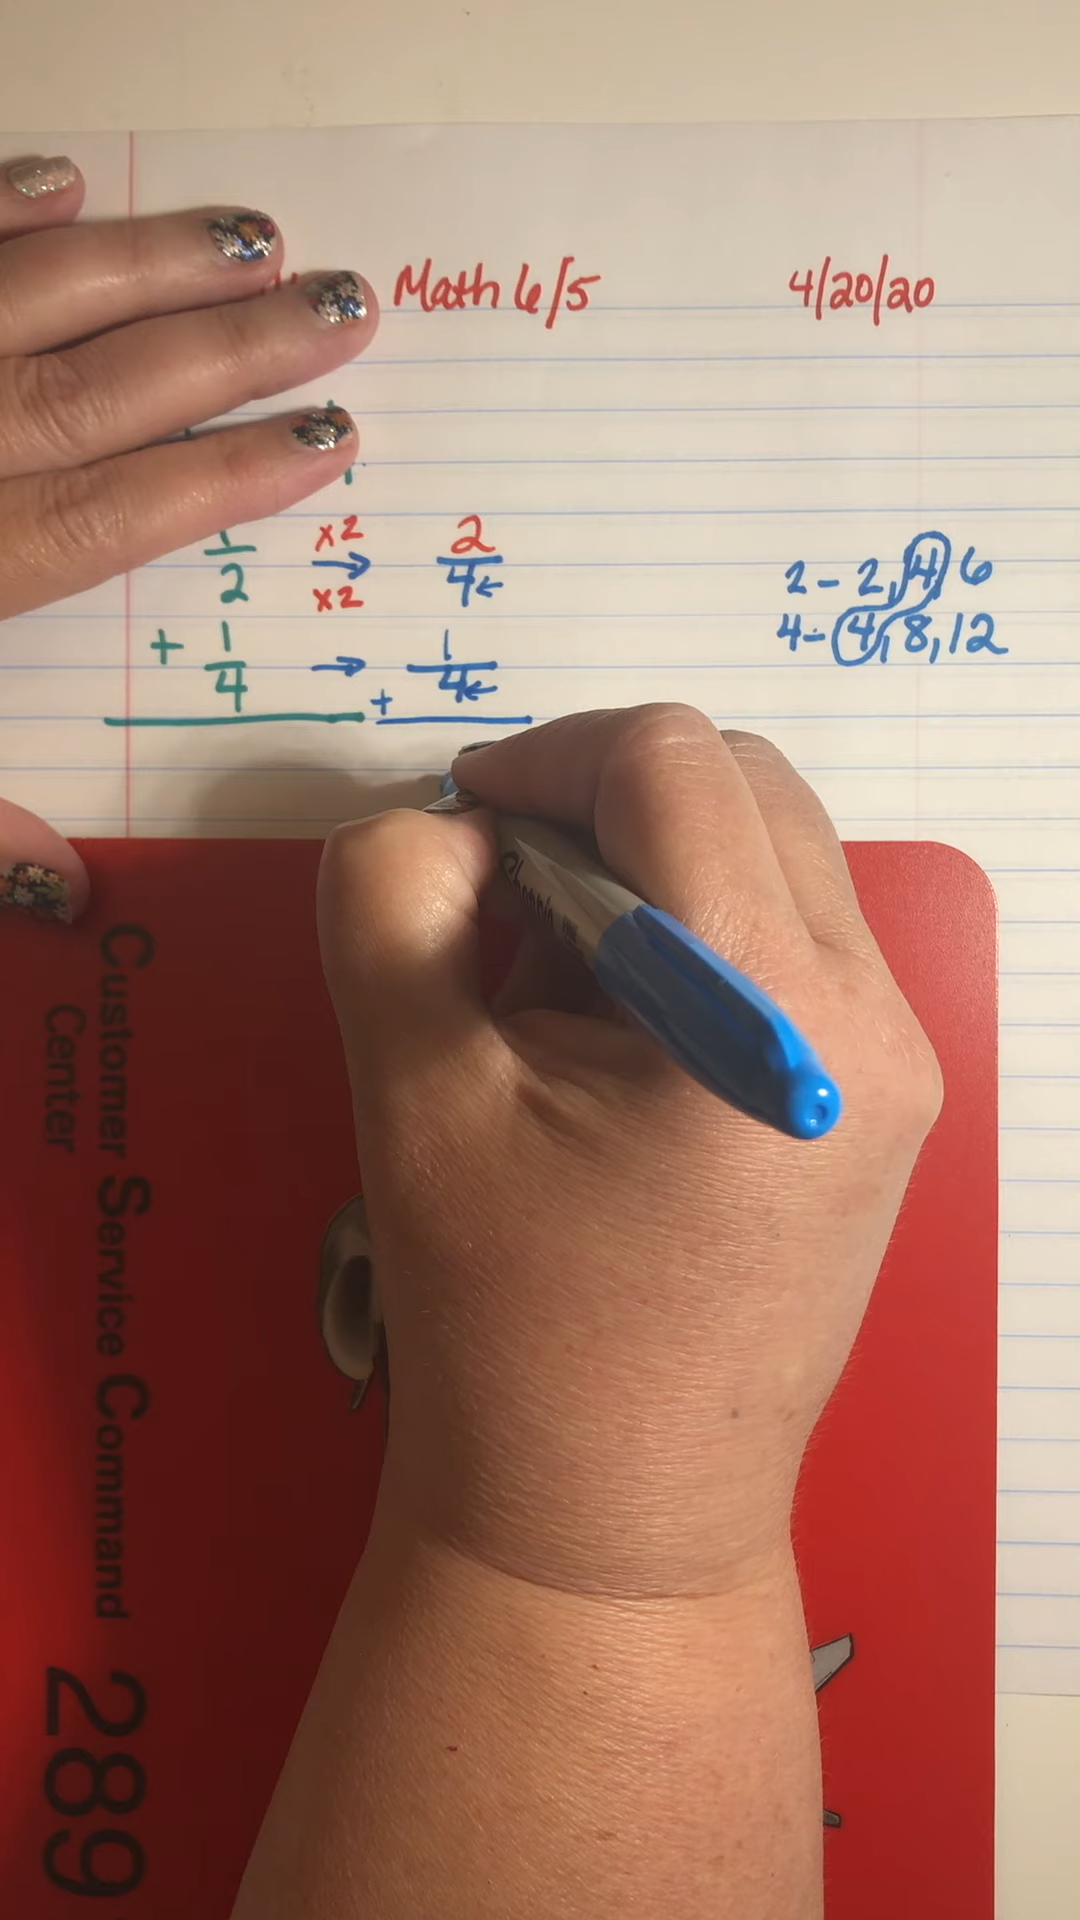 Math 6/5 4/20/20
1/2 x2 → x2 2/4 ←
2 - 2, 4, 6
+ 1/4 → + 1/4 ←
4 - 4, 8, 12
Sharpie
Customer Service Command
Center
289